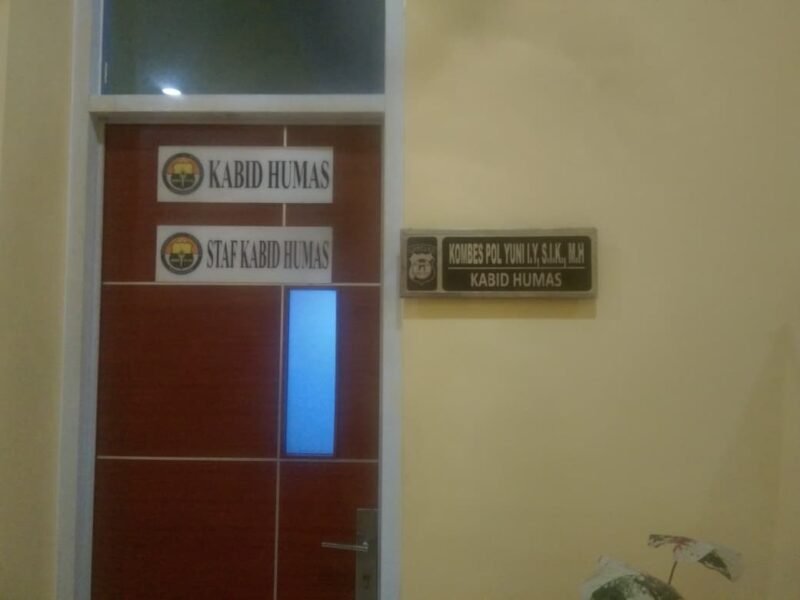 KABID HUMAS
STAF KABID HUMAS
KOMBES POL YUNI I.Y, S.I.K., M.H
KABID HUMAS